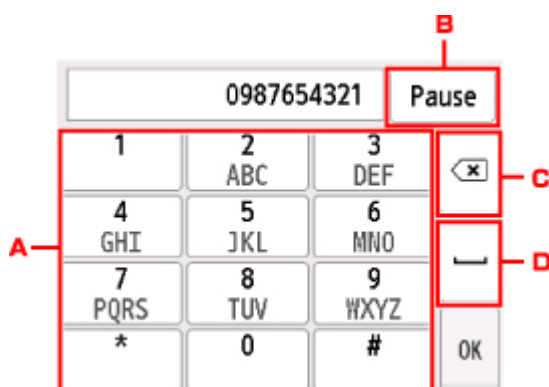 B
0987654321 Pause
1 2 3
ABC DEF
C
4 5 6
A GHI JKL MNO
D
7 8 9
PQRS TUV WXYZ
* 0 # OK